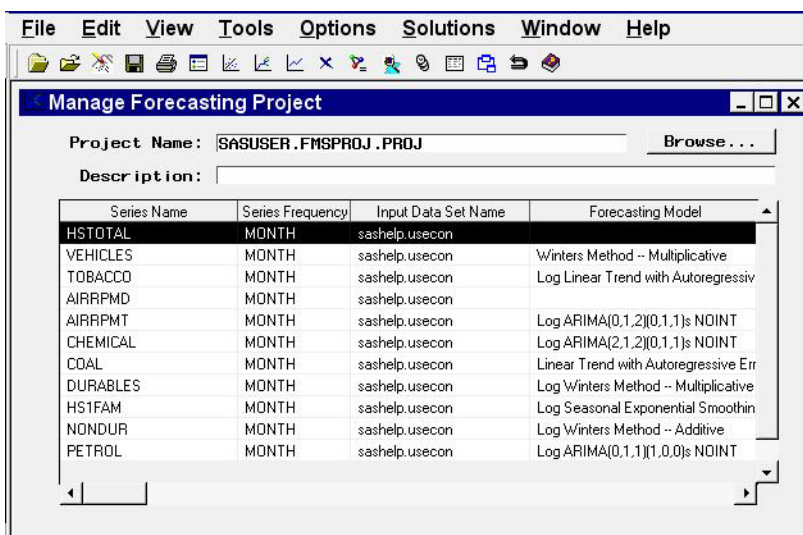 File Edit View Tools Options Solutions Window Help
Manage Forecasting Project
Project Name: SASUSER.FMSPROJ.PROJ Browse...
Description:
Series Name Series Frequency Input Data Set Name Forecasting Model
HSTOTAL MONTH sashelp.usecon
VEHICLES MONTH sashelp.usecon Winters Method -- Multiplicative
TOBACCO MONTH sashelp.usecon Log Linear Trend with Autoregressiv
AIRRPMD MONTH sashelp.usecon
AIRRPMT MONTH sashelp.usecon Log ARIMA(0,1,2)(0,1,1)s NOINT
CHEMICAL MONTH sashelp.usecon Log ARIMA(2,1,2)(0,1,1)s NOINT
COAL MONTH sashelp.usecon Linear Trend with Autoregressive Err
DURABLES MONTH sashelp.usecon Log Winters Method -- Multiplicative
HS1FAM MONTH sashelp.usecon Log Seasonal Exponential Smoothin
NONDUR MONTH sashelp.usecon Log Winters Method -- Additive
PETROL MONTH sashelp.usecon Log ARIMA(0,1,1)(1,0,0)s NOINT